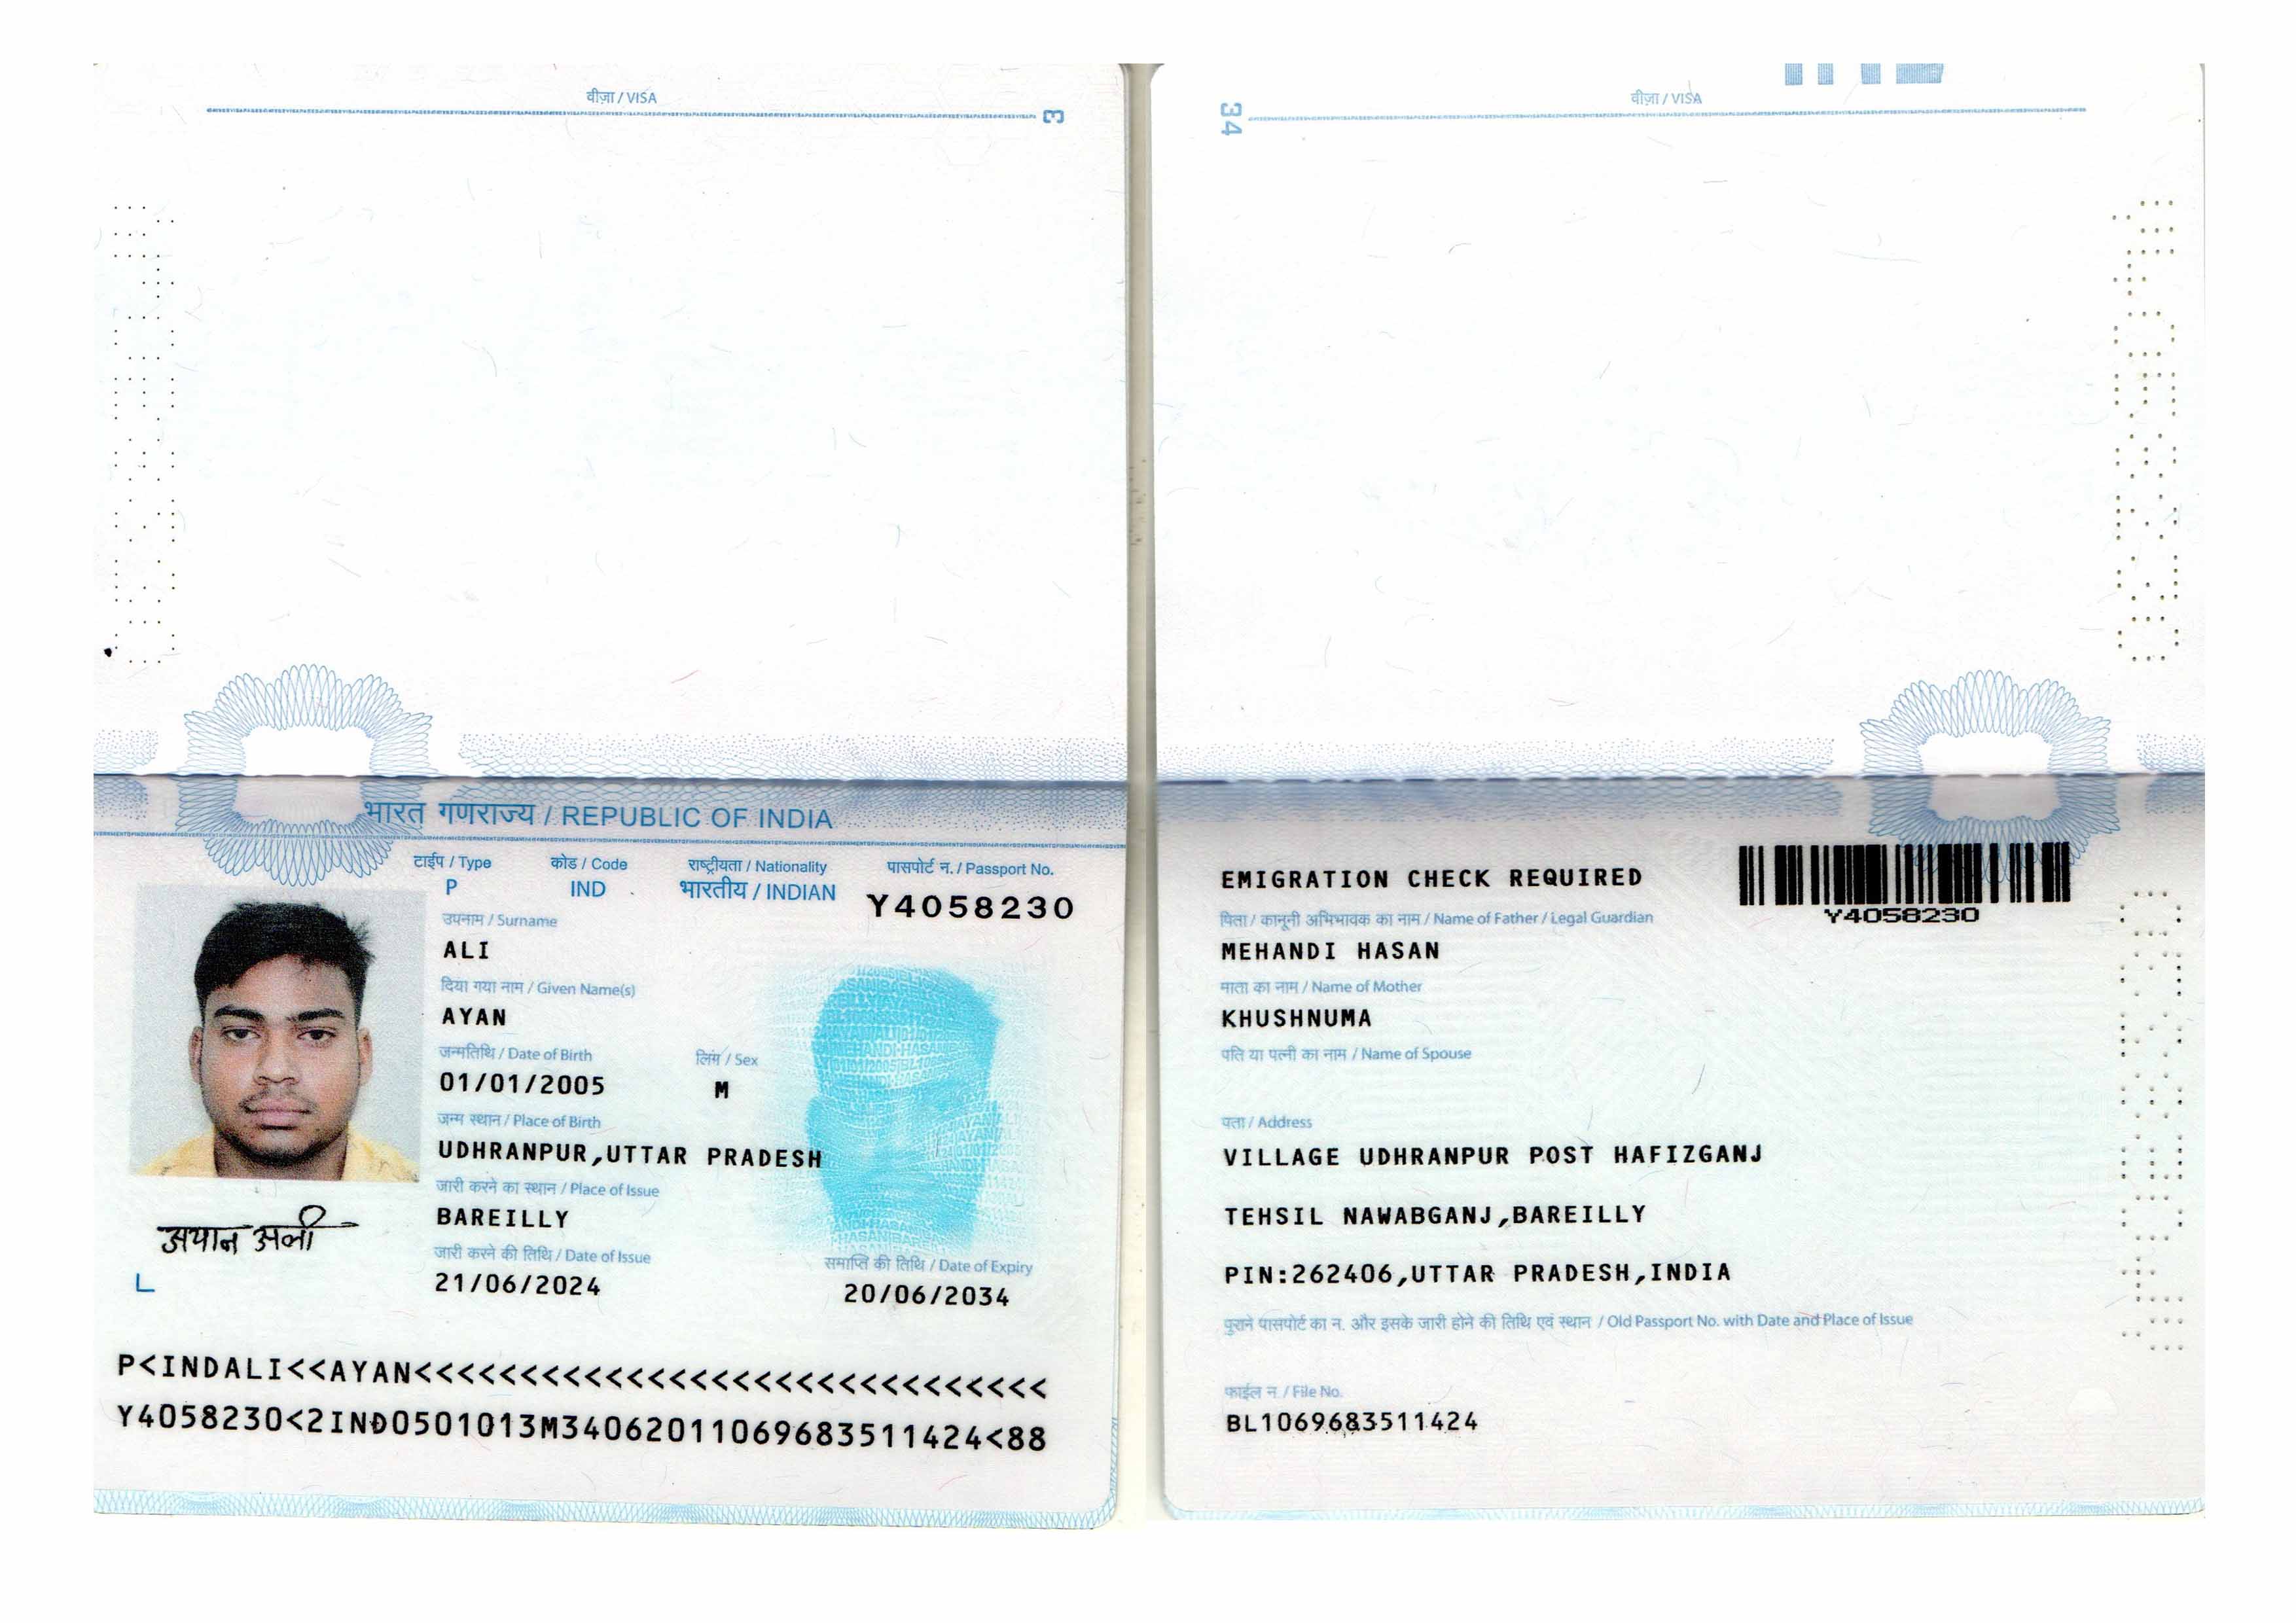 वीज़ा / VISA
3
भारत गणराज्य / REPUBLIC OF INDIA
टाईप / Type
कोड / Code
राष्ट्रीयता / Nationality
पासपोर्ट न. / Passport No.
P
IND
भारतीय / INDIAN
Y4058230
उपनाम / Surname
ALI
दिया गया नाम / Given Name(s)
AYAN
जन्मतिथि / Date of Birth
लिंग / Sex
01/01/2005
M
जन्म स्थान / Place of Birth
UDHRANPUR,UTTAR PRADESH
जारी करने का स्थान / Place of Issue
BAREILLY
अयान अली
जारी करने की तिथि / Date of Issue
समाप्ति की तिथि / Date of Expiry
L
21/06/2024
20/06/2034
P<INDALI<<AYAN<<<<<<<<<<<<<<<<<<<<<<<<<<<<<<
Y4058230<2IND0501013M34062011069683511424<88
वीज़ा / VISA
34
EMIGRATION CHECK REQUIRED
Y4058230
पिता / कानूनी अभिभावक का नाम / Name of Father / Legal Guardian
MEHANDI HASAN
माता का नाम / Name of Mother
KHUSHNUMA
पति या पत्नी का नाम / Name of Spouse
पता / Address
VILLAGE UDHRANPUR POST HAFIZGANJ
TEHSIL NAWABGANJ,BAREILLY
PIN:262406,UTTAR PRADESH,INDIA
पुराने पासपोर्ट का न. और इसके जारी होने की तिथि एवं स्थान / Old Passport No. with Date and Place of Issue
फाईल न. / File No.
BL1069683511424